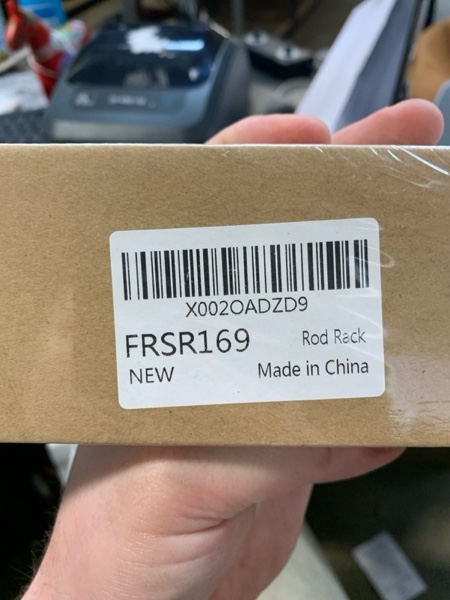 X002OADZD9
FRSR169 Rod Rack
NEW Made in China